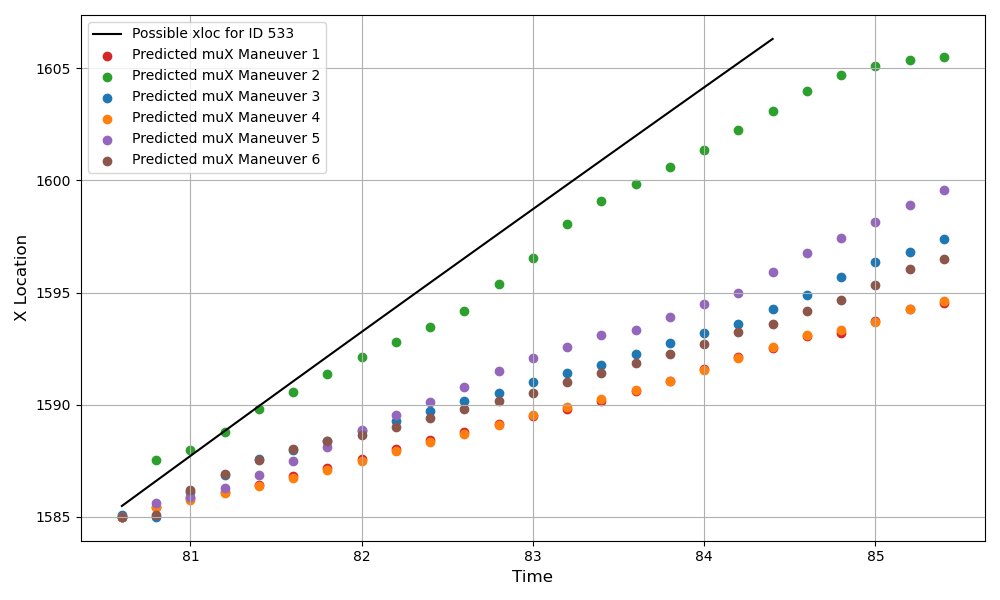 Possible xloc for ID 533
Predicted muX Maneuver 1
Predicted muX Maneuver 2
Predicted muX Maneuver 3
Predicted muX Maneuver 4
Predicted muX Maneuver 5
Predicted muX Maneuver 6
1605
1600
1595
1590
1585
X Location
81 82 83 84 85
Time